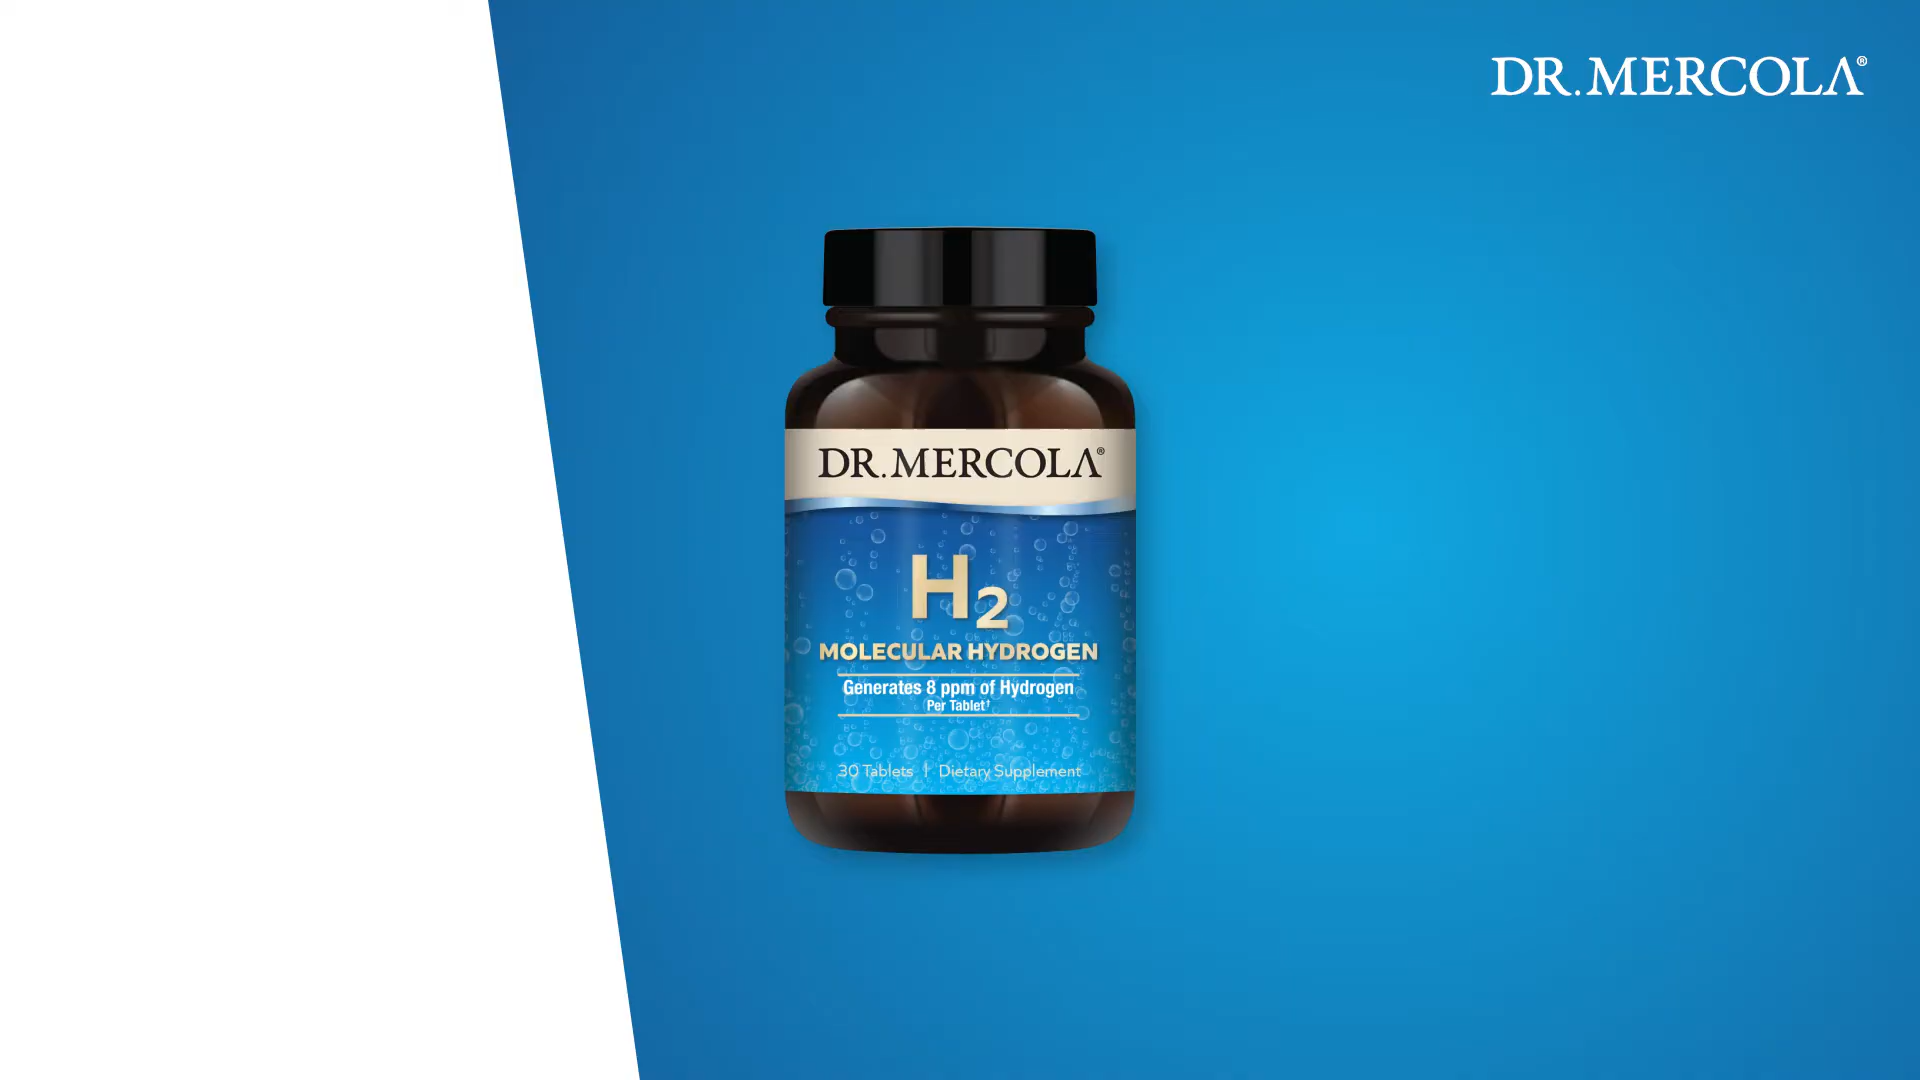 DR. MERCOLA®
DR. MERCOLA®
H2
MOLECULAR HYDROGEN
Generates 8 ppm of Hydrogen
Per Tablet†
30 Tablets | Dietary Supplement